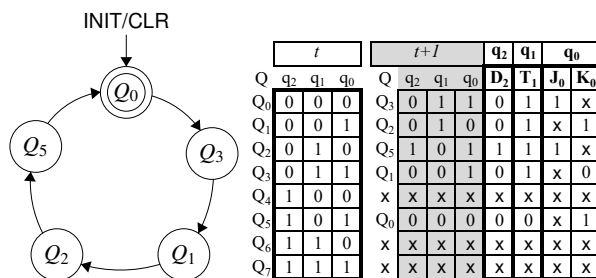 INIT/CLR
Q0
Q3
Q1
Q2
Q5
t t+1 q2 q1 q0
Q q2 q1 q0 Q q2 q1 q0 D2 T1 J0 K0
Q0 0 0 0 Q3 0 1 1 0 1 1 x
Q1 0 0 1 Q2 0 1 0 0 1 x 1
Q2 0 1 0 Q5 1 0 1 1 1 1 x
Q3 0 1 1 Q1 0 0 1 0 1 x 0
Q4 1 0 0 x x x x x x x x
Q5 1 0 1 Q0 0 0 0 0 0 x 1
Q6 1 1 0 x x x x x x x x
Q7 1 1 1 x x x x x x x x